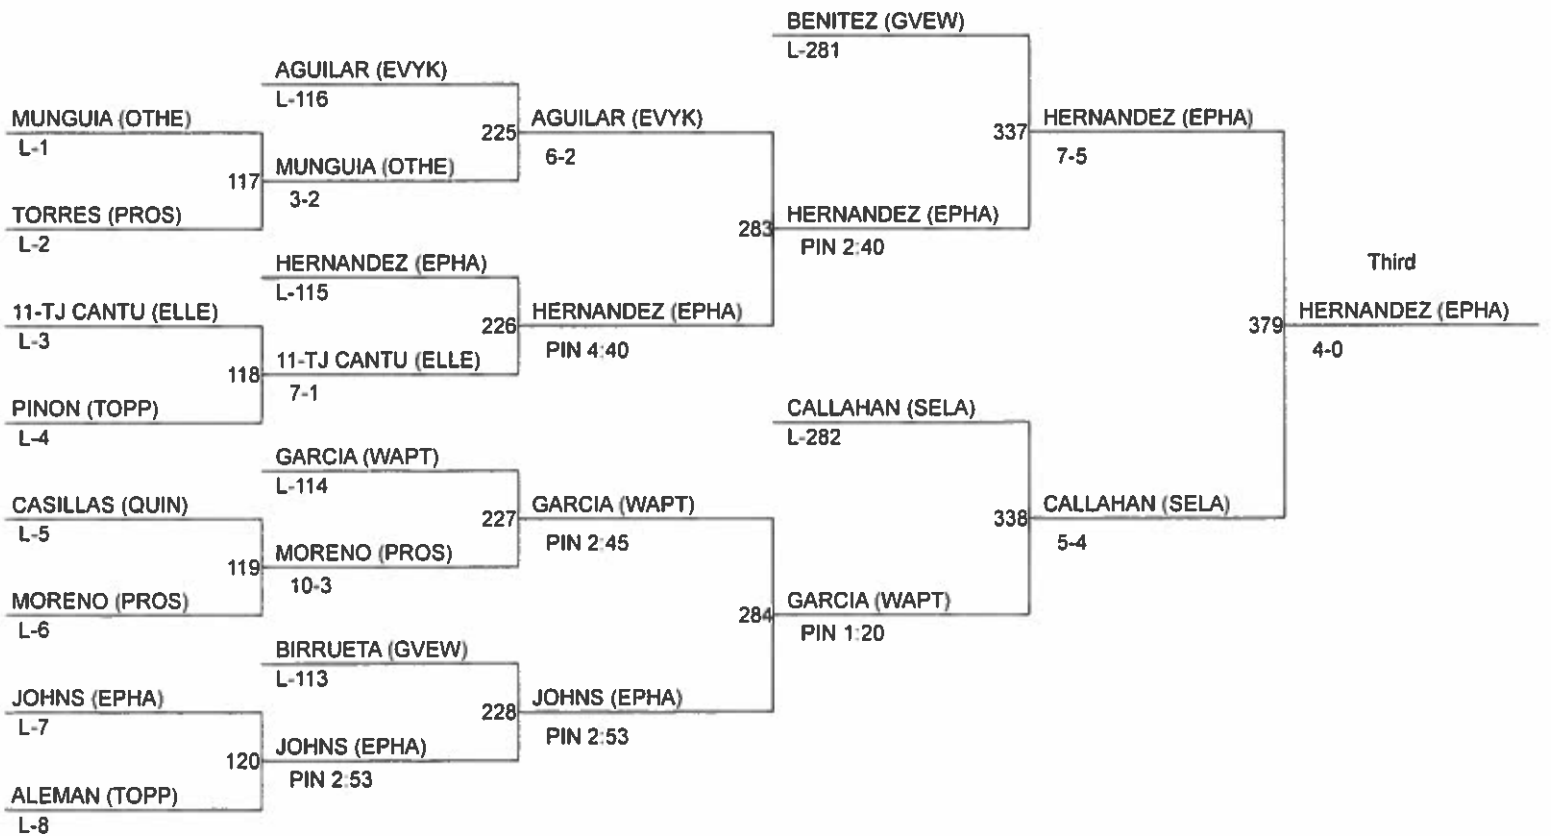 BENITEZ (GVEW)
L-281
AGUILAR (EVYK)
L-116
MUNGUIA (OTHE)
L-1
225
AGUILAR (EVYK)
6-2
337
HERNANDEZ (EPHA)
7-5
117
MUNGUIA (OTHE)
3-2
TORRES (PROS)
L-2
283
HERNANDEZ (EPHA)
PIN 2:40
HERNANDEZ (EPHA)
L-115
Third
11-TJ CANTU (ELLE)
L-3
226
HERNANDEZ (EPHA)
PIN 4:40
379
HERNANDEZ (EPHA)
4-0
118
11-TJ CANTU (ELLE)
7-1
PINON (TOPP)
L-4
CALLAHAN (SELA)
L-282
GARCIA (WAPT)
L-114
CASILLAS (QUIN)
L-5
227
GARCIA (WAPT)
PIN 2:45
338
CALLAHAN (SELA)
5-4
119
MORENO (PROS)
10-3
MORENO (PROS)
L-6
284
GARCIA (WAPT)
PIN 1:20
BIRRUETA (GVEW)
L-113
JOHNS (EPHA)
L-7
228
JOHNS (EPHA)
PIN 2:53
120
JOHNS (EPHA)
PIN 2:53
ALEMAN (TOPP)
L-8